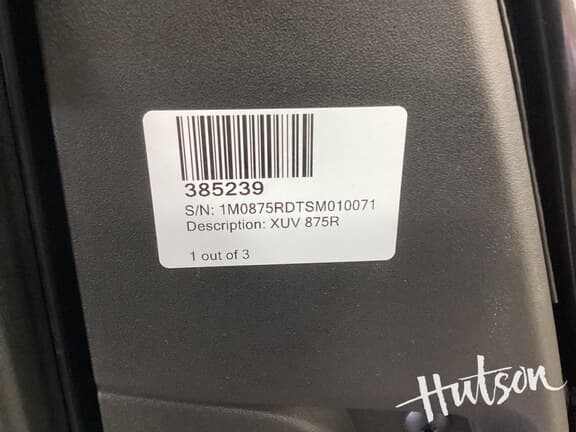 385239
S/N: 1M0875RDTSM010071
Description: XUV 875R
1 out of 3
Hutson